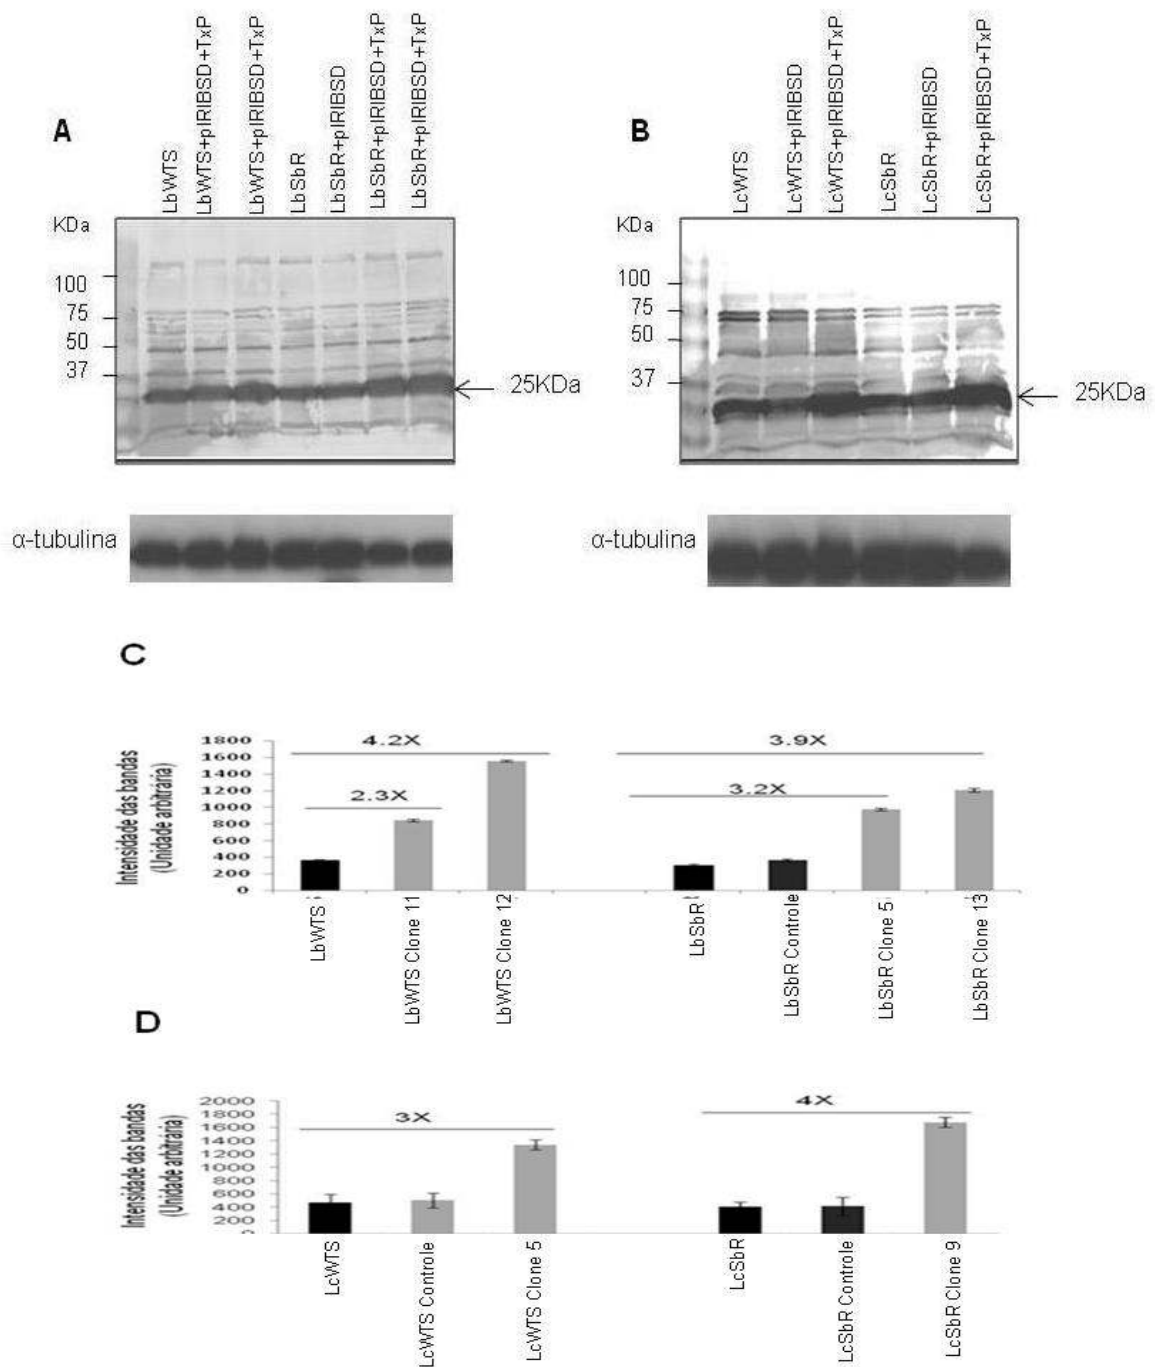 A
LbWTS
LbWTS+pIRIBSD+TxP
LbWTS+pIRIBSD+TxP
LbSbR
LbSbR+pIRIBSD
LbSbR+pIRIBSD+TxP
LbSbR+pIRIBSD+TxP
KDa
100
75
50
37
25KDa
α-tubulina
B
LcWTS
LcWTS+pIRIBSD
LcWTS+pIRIBSD+TxP
LcSbR
LcSbR+pIRIBSD
LcSbR+pIRIBSD+TxP
KDa
100
75
50
37
25KDa
α-tubulina
C
Intensidade das bandas
(Unidade arbitrária)
1800
1600
1400
1200
1000
800
600
400
200
0
4.2X
2.3X
3.9X
3.2X
LbWTS
LbWTS Clone 11
LbWTS Clone 12
LbSbR
LbSbR Controle
LbSbR Clone 5
LbSbR Clone 13
D
Intensidade das bandas
(Unidade arbitrária)
2000
1800
1600
1400
1200
1000
800
600
400
200
0
3X
4X
LcWTS
LcWTS Controle
LcWTS Clone 5
LcSbR
LcSbR Controle
LcSbR Clone 9